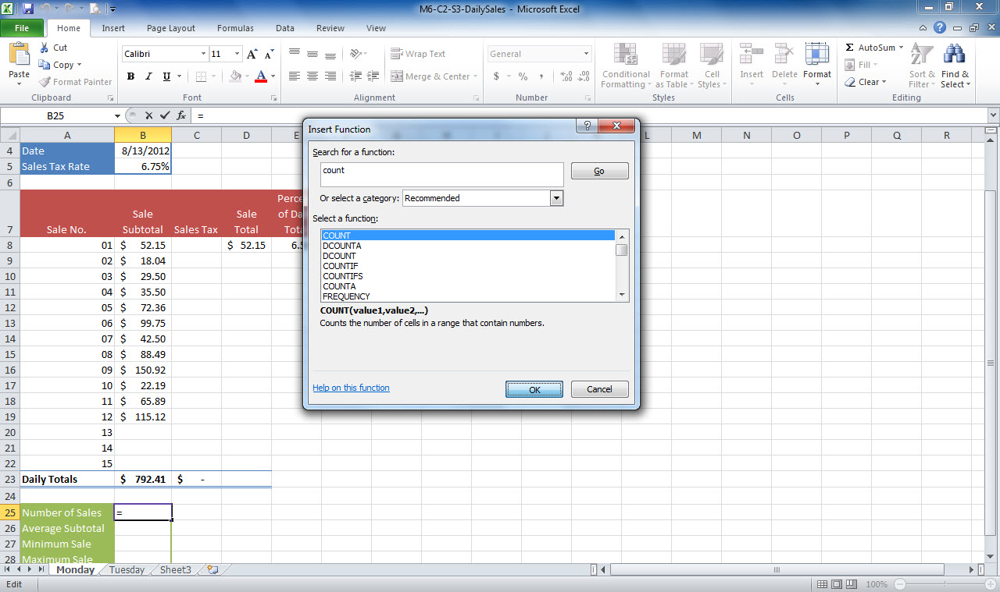 M6-C2-S3-DailySales - Microsoft Excel
File Home Insert Page Layout Formulas Data Review View
Paste Cut Copy Format Painter Clipboard
Calibri 11 B I U A A A Font
Wrap Text Merge & Center Alignment
General $ % , .00 .0 Number
Conditional Formatting Format as Table Cell Styles Styles
Insert Delete Format Cells
Σ AutoSum Fill Clear Sort & Filter Find & Select Editing
B25 fx =
A B C D E L M N O P Q R
4 Date 8/13/2012
5 Sales Tax Rate 6.75%
6
7 Sale No. Sale Subtotal Sales Tax Sale Total Perce of Da Tota
8 01 $ 52.15 $ 52.15 6.5
9 02 $ 18.04
10 03 $ 29.50
11 04 $ 35.50
12 05 $ 72.36
13 06 $ 99.75
14 07 $ 42.50
15 08 $ 88.49
16 09 $ 150.92
17 10 $ 22.19
18 11 $ 65.89
19 12 $ 115.12
20 13
21 14
22 15
23 Daily Totals $ 792.41 $ -
24
25 Number of Sales =
26 Average Subtotal
27 Minimum Sale
28 Maximum Sale
Insert Function
Search for a function:
count Go
Or select a category: Recommended
Select a function:
COUNT
DCOUNTA
DCOUNT
COUNTIF
COUNTIFS
COUNTA
FREQUENCY
COUNT(value1,value2,...)
Counts the number of cells in a range that contain numbers.
Help on this function OK Cancel
Monday Tuesday Sheet3
Edit 100%